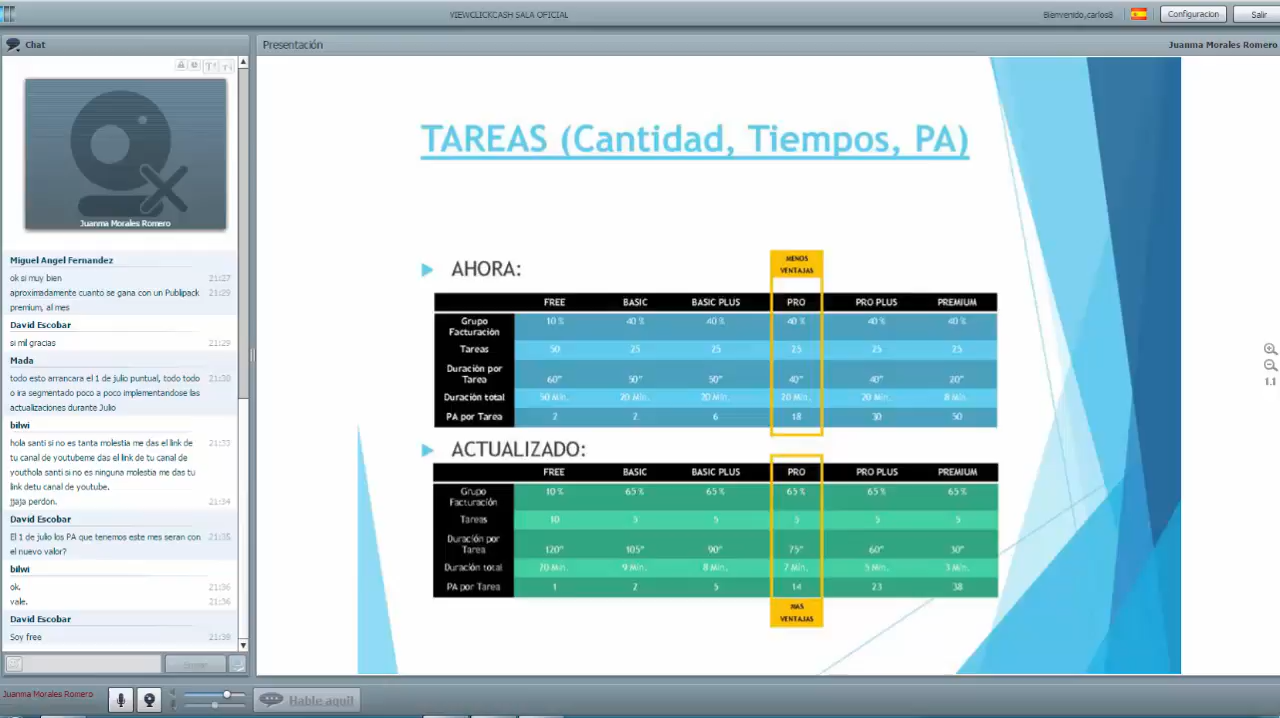 VIEWCLICKCASH SALA OFICIAL
Bienvenido,carlos8
Configuracion
Salir
Chat
Juanma Morales Romero
Miguel Angel Fernandez
ok si muy bien 21:27
aproximadamente cuanto se gana con un Publipack 21:29
premium, al mes
David Escobar
si mil gracias 21:29
Mada
todo esto arrancara el 1 de julio puntual, todo todo 21:30
o ira segmentado poco a poco implementandose las
actualizaciones durante Julio
bilwi
hola santi si no es tanta molestia me das el link de 21:33
tu canal de youtubeme das el link de tu canal de
youthola santi si no es ninguna molestia me das tu
link detu canal de youtube.
jjaja perdon. 21:34
David Escobar
El 1 de julio los PA que tenemos este mes seran con 21:35
el nuevo valor?
bilwi
ok. 21:36
vale. 21:36
David Escobar
Soy free 21:39
Juanma Morales Romero
Hable aquí!
Presentación
Juanma Morales Romero
TAREAS (Cantidad, Tiempos, PA)
AHORA:
MENOS
VENTAJAS
FREE BASIC BASIC PLUS PRO PRO PLUS PREMIUM
Grupo Facturación 10 % 40 % 40 % 40 % 40 % 40 %
Tareas 50 25 25 25 25 25
Duración por Tarea 60" 50" 50" 40" 40" 20"
Duración total 50 Min. 20 Min. 20 Min. 20 Min. 20 Min. 8 Min.
PA por Tarea 2 2 6 18 30 50
ACTUALIZADO:
FREE BASIC BASIC PLUS PRO PRO PLUS PREMIUM
Grupo Facturación 10 % 65 % 65 % 65 % 65 % 65 %
Tareas 10 5 5 5 5 5
Duración por Tarea 120" 105" 90" 75" 60" 30"
Duración total 20 Min. 9 Min. 8 Min. 7 Min. 5 Min. 3 Min.
PA por Tarea 1 2 5 14 23 38
MAS
VENTAJAS
1:1